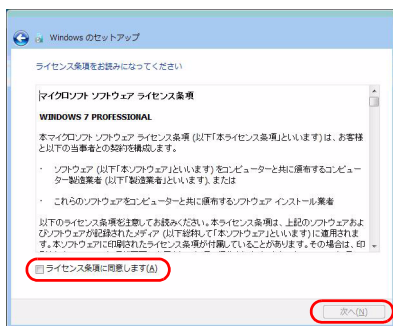 Windows のセットアップ
ライセンス条項をお読みになってください
マイクロソフト ソフトウェア ライセンス条項
WINDOWS 7 PROFESSIONAL
本マイクロソフト ソフトウェア ライセンス条項 (以下「本ライセンス条項」といいます) は、お客様
と以下の当事者との契約を構成します。
· ソフトウェア (以下「本ソフトウェア」といいます) をコンピューターと共に頒布するコンピュー
ター製造業者 (以下「製造業者」といいます)、または
· これらのソフトウェアをコンピューターと共に頒布するソフトウェア インストール業者
以下のライセンス条項を注意してお読みください。本ライセンス条項は、上記のソフトウェアおよ
びソフトウェアが記録されたメディア (以下総称して「本ソフトウェア」といいます) に適用されま
す。本ソフトウェアに印刷されたライセンス条項が付属していることがあります。その場合は、印
ライセンス条項に同意します(A)
次へ(N)